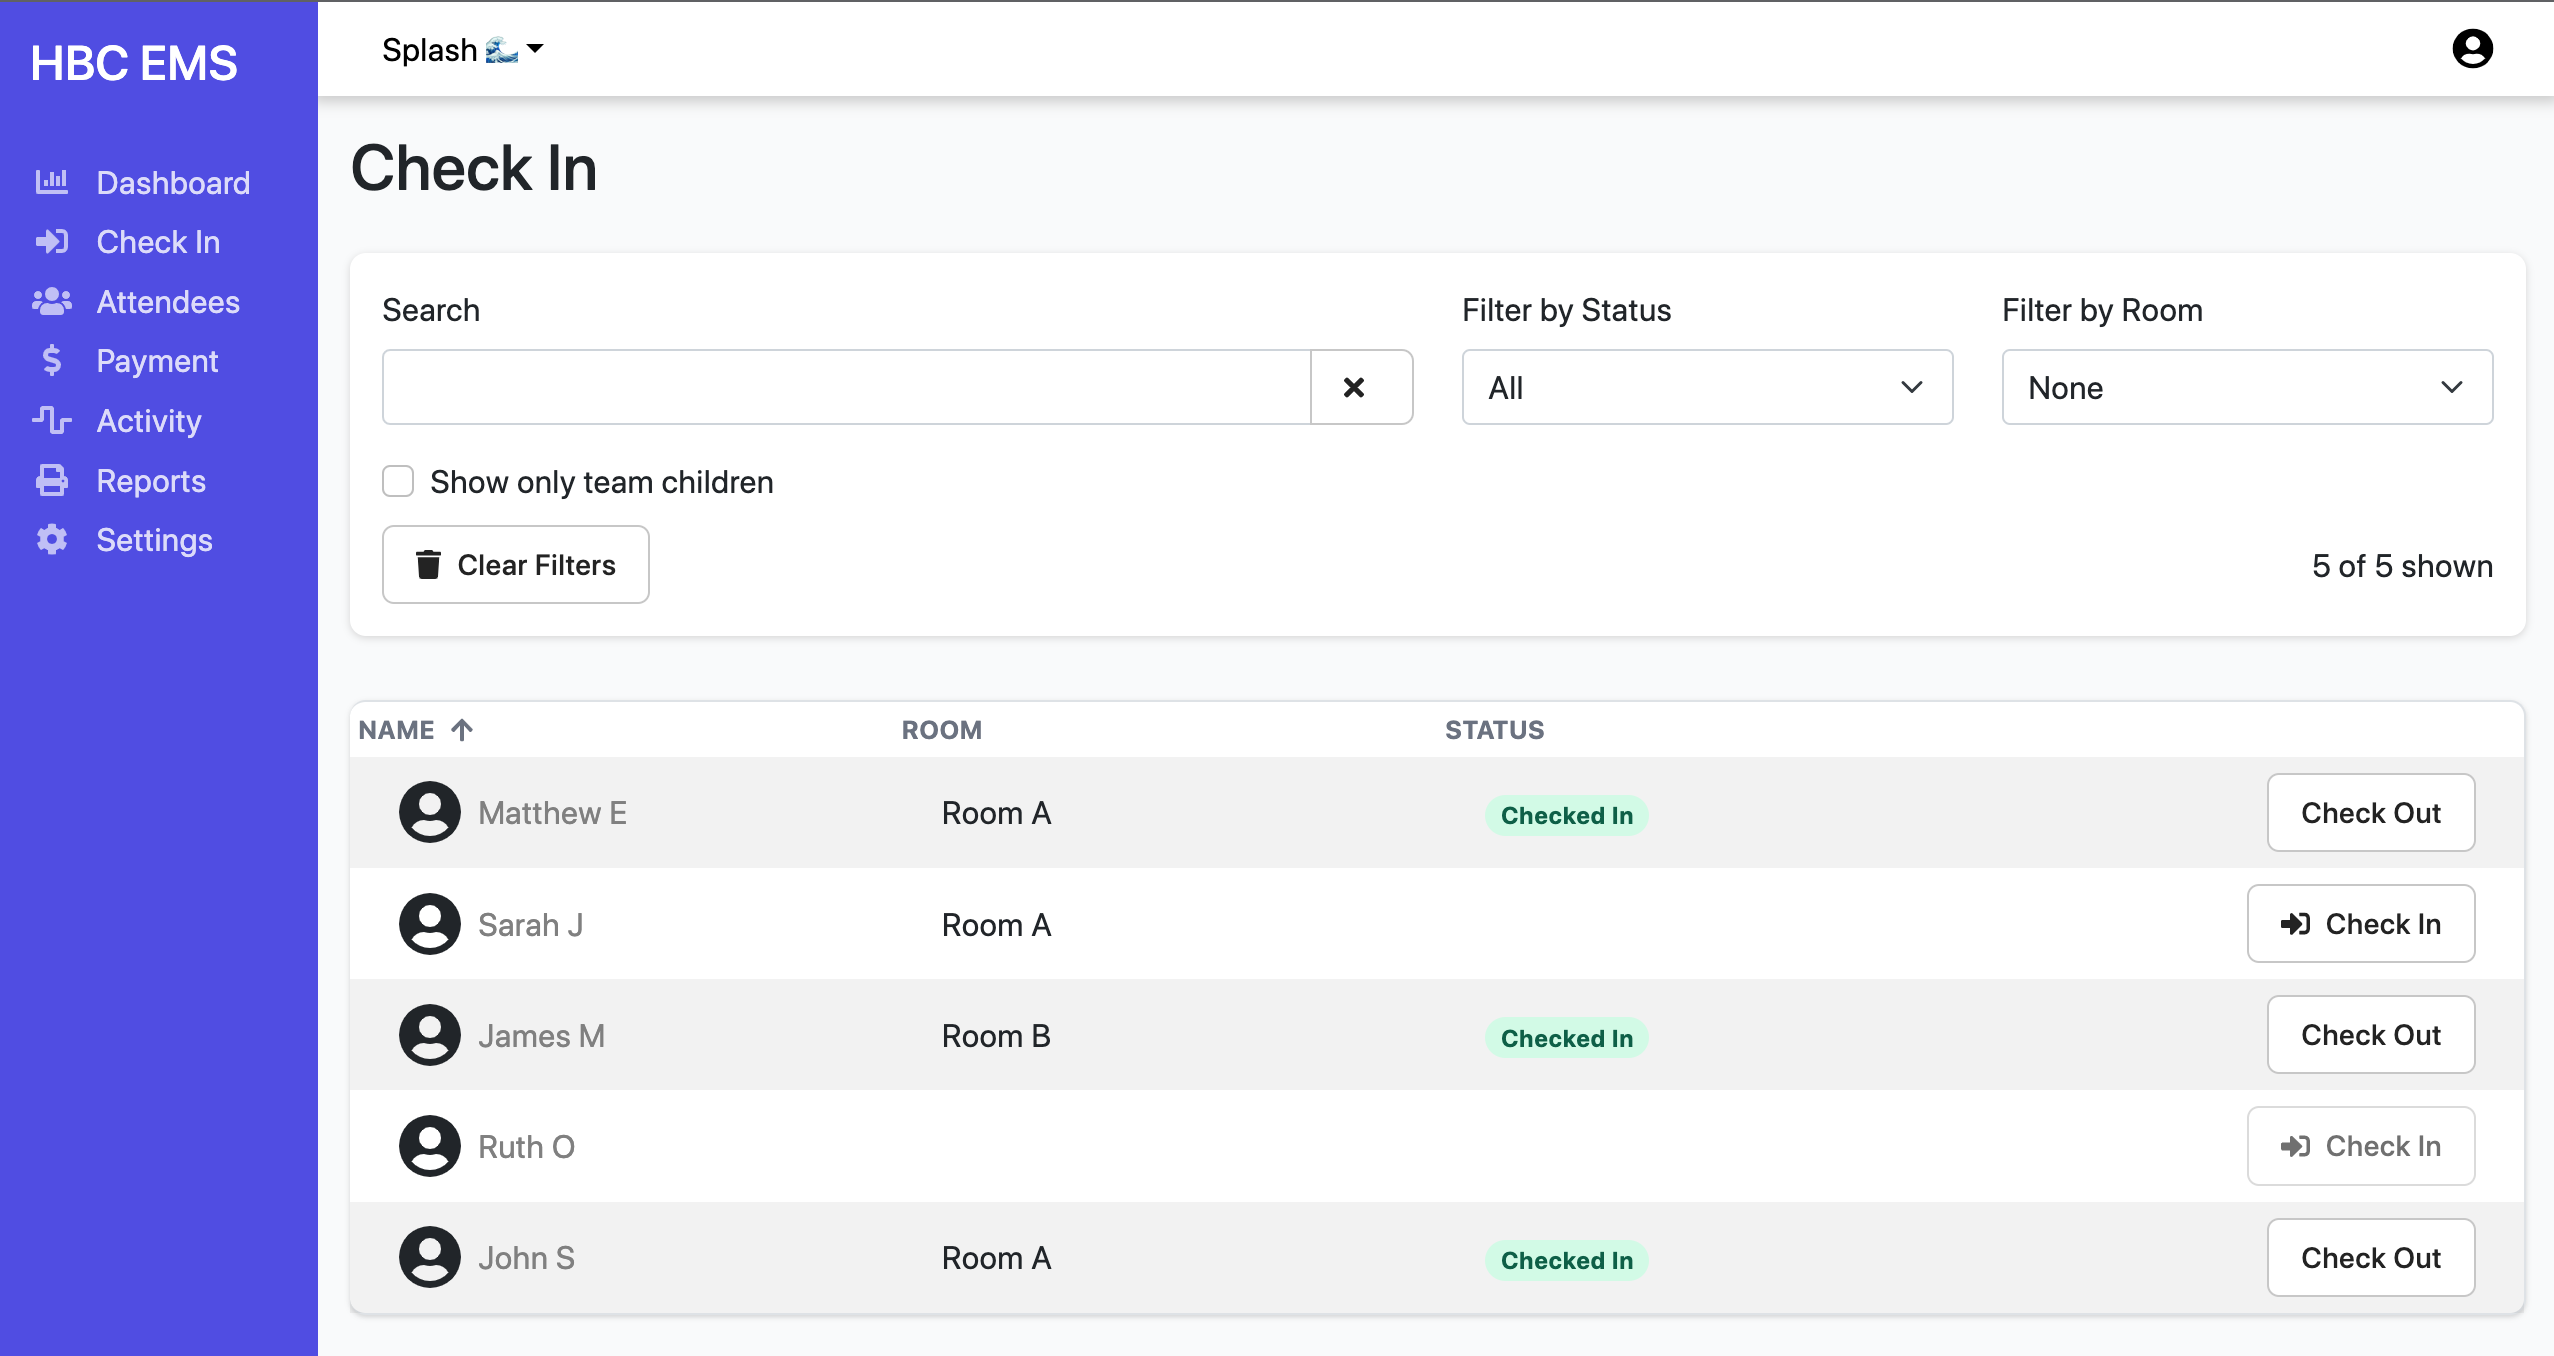 HBC EMS
Dashboard
Check In
Attendees
Payment
Activity
Reports
Settings
Splash 🌊
Check In
Search
Filter by Status
Filter by Room
All
None
Show only team children
Clear Filters
5 of 5 shown
NAME ROOM STATUS
Matthew E Room A Checked In Check Out
Sarah J Room A Check In
James M Room B Checked In Check Out
Ruth O Check In
John S Room A Checked In Check Out